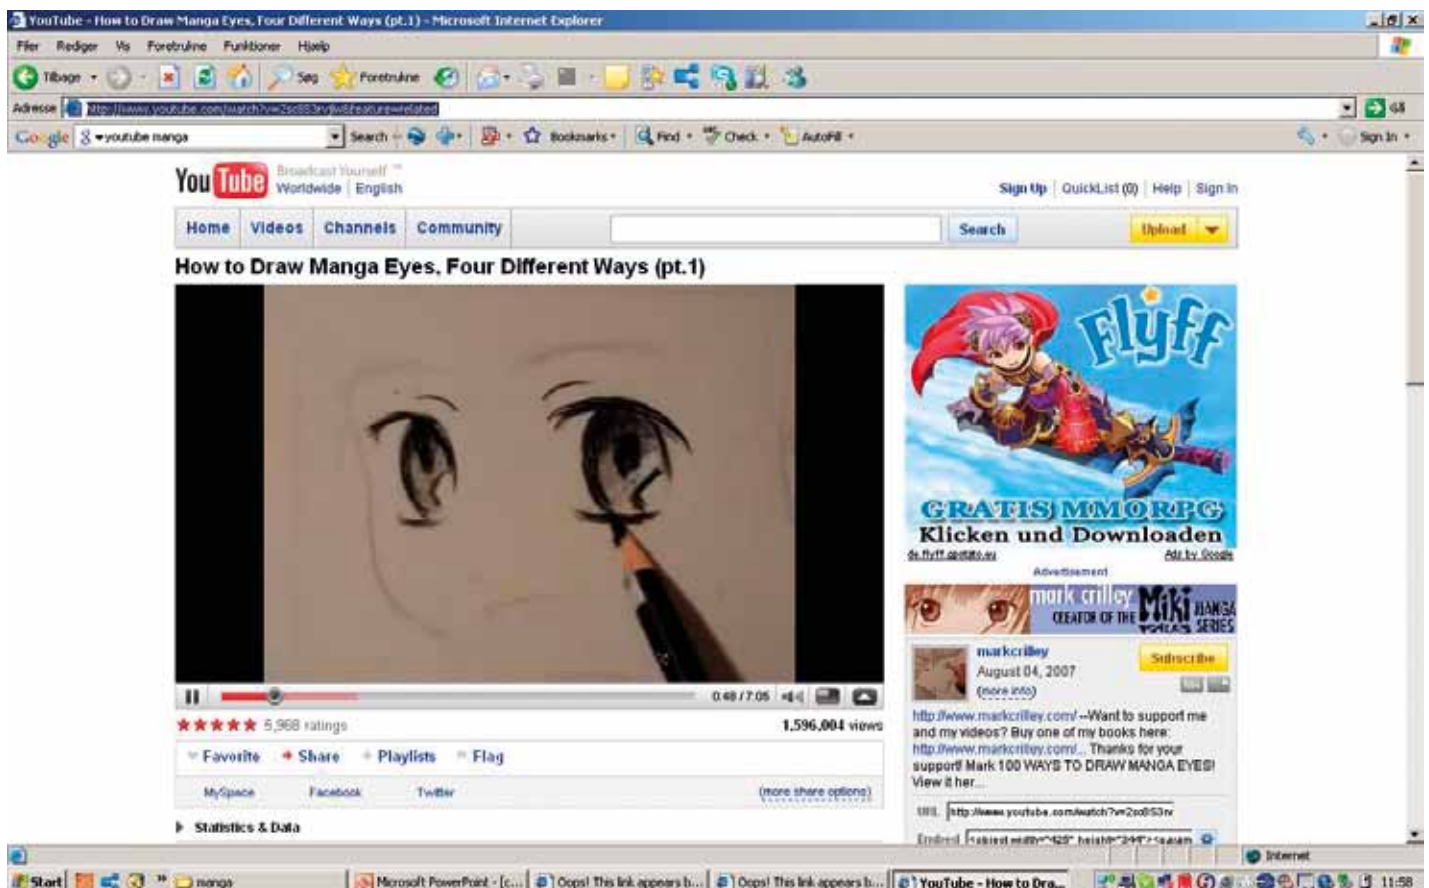 YouTube - How to Draw Manga Eyes, Four Different Ways (pt.1) - Microsoft Internet Explorer
Filer Rediger Vis Foretrukne Funktioner Hjælp
Tilbage Søg Foretrukne
Adresse
Google youtube manga Search Bookmarks Find Check AutoFill Sign In
YouTube Broadcast Yourself ™
Worldwide English
Sign Up QuickList (0) Help Sign In
Home Videos Channels Community Search Upload
How to Draw Manga Eyes, Four Different Ways (pt.1)
0:48 / 7:05
5,968 ratings 1,596,004 views
Favorite Share Playlists Flag
MySpace Facebook Twitter (more share options)
Statistics & Data
Flyff
GRATIS MMORPG
Klicken und Downloaden
Ads by Google
Advertisement
mark crilley
CREATOR OF THE Miki FALLS MANGA SERIES
markcrilley
August 04, 2007
(more info)
Subscribe
http://www.markcrilley.com/ --Want to support me
and my videos? Buy one of my books here:
http://www.markcrilley.com/... Thanks for your
support! Mark 100 WAYS TO DRAW MANGA EYES!
View it her...
URL
Embed
Internet
Start manga Microsoft PowerPoint - [c... Oops! This link appears b... Oops! This link appears b... YouTube - How to Dra... 11:58